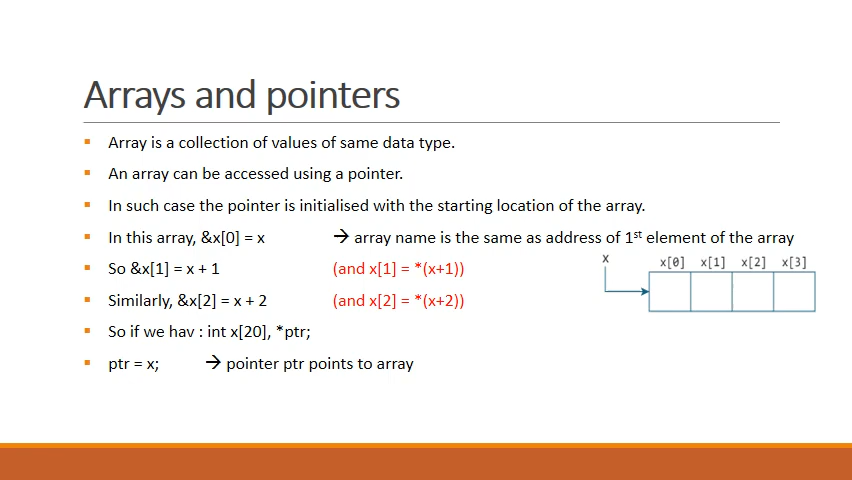 Arrays and pointers
▪ Array is a collection of values of same data type.
▪ An array can be accessed using a pointer.
▪ In such case the pointer is initialised with the starting location of the array.
▪ In this array, &x[0] = x → array name is the same as address of 1st element of the array
▪ So &x[1] = x + 1 (and x[1] = *(x+1))
x x[0] x[1] x[2] x[3]
▪ Similarly, &x[2] = x + 2 (and x[2] = *(x+2))
▪ So if we hav : int x[20], *ptr;
▪ ptr = x; → pointer ptr points to array